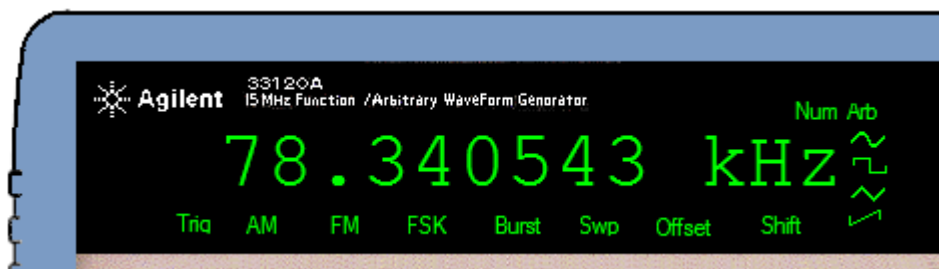 33120A
Agilent 15 MHz Function / Arbitrary WaveForm Genorator
Num Arb
78.340543 kHz
Trig AM FM FSK Burst Swp Offset Shift